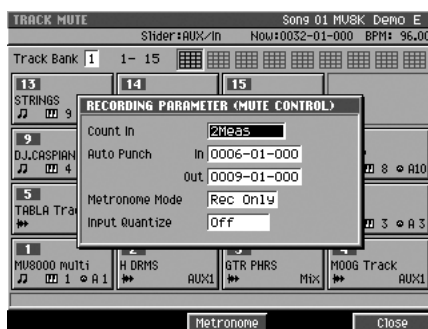 TRACK MUTE Song 01 MV8K Demo E
Slider:AUX/In Now:0032-01-000 BPM: 96.00
Track Bank 1 1- 15
13 14 15
STRINGS
9
RECORDING PARAMETER (MUTE CONTROL)
Count In 2Meas
Auto Punch In 0006-01-000
Out 0009-01-000
Metronome Mode Rec Only
Input Quantize Off
9
DJ.CASPIAN
4 8 A10
5
TABLA Tra
3 A 3
1
MV8000 multi H DRMS GTR PHRS MOOG Track
1 A 1 AUX1 Mix AUX1
Metronome Close